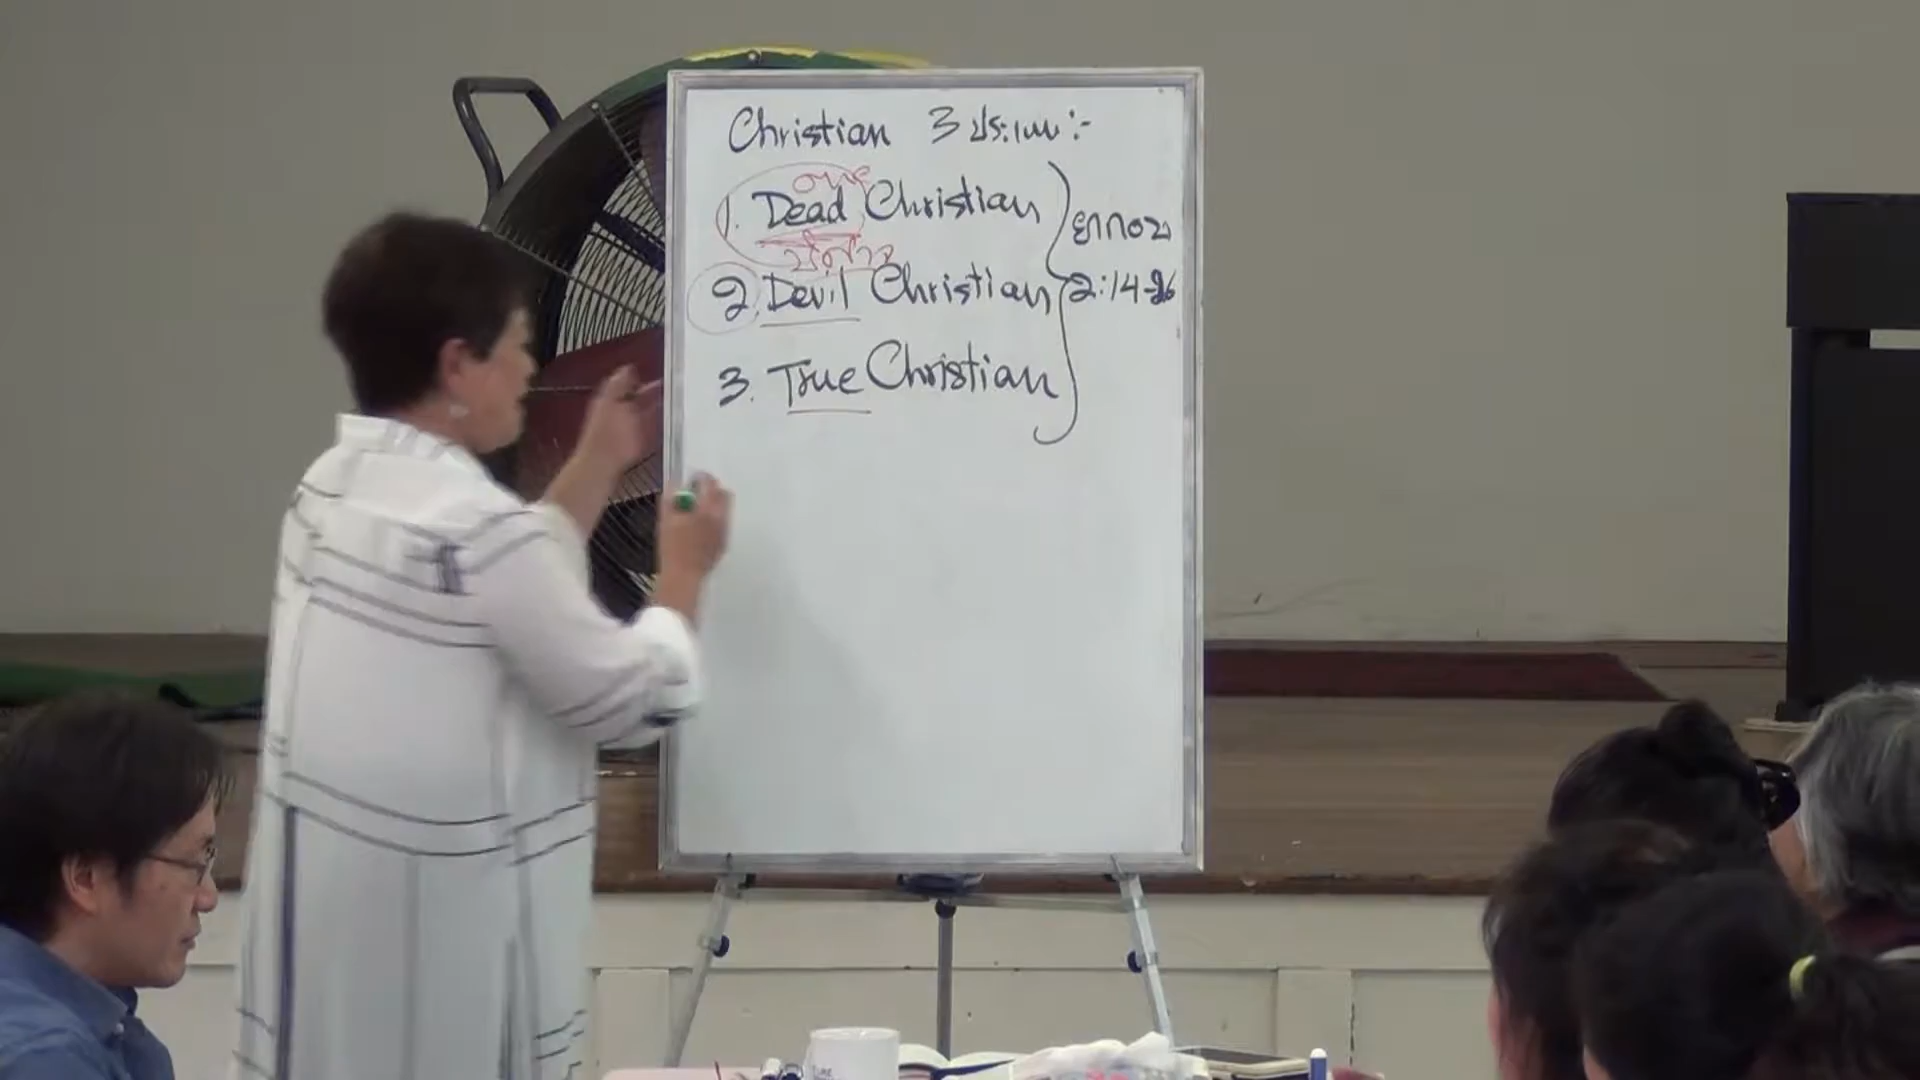 Christian 3 ประเภท :-
1. Dead Christian
2. Devil Christian
3. True Christian
ยากอบ
2:14-26